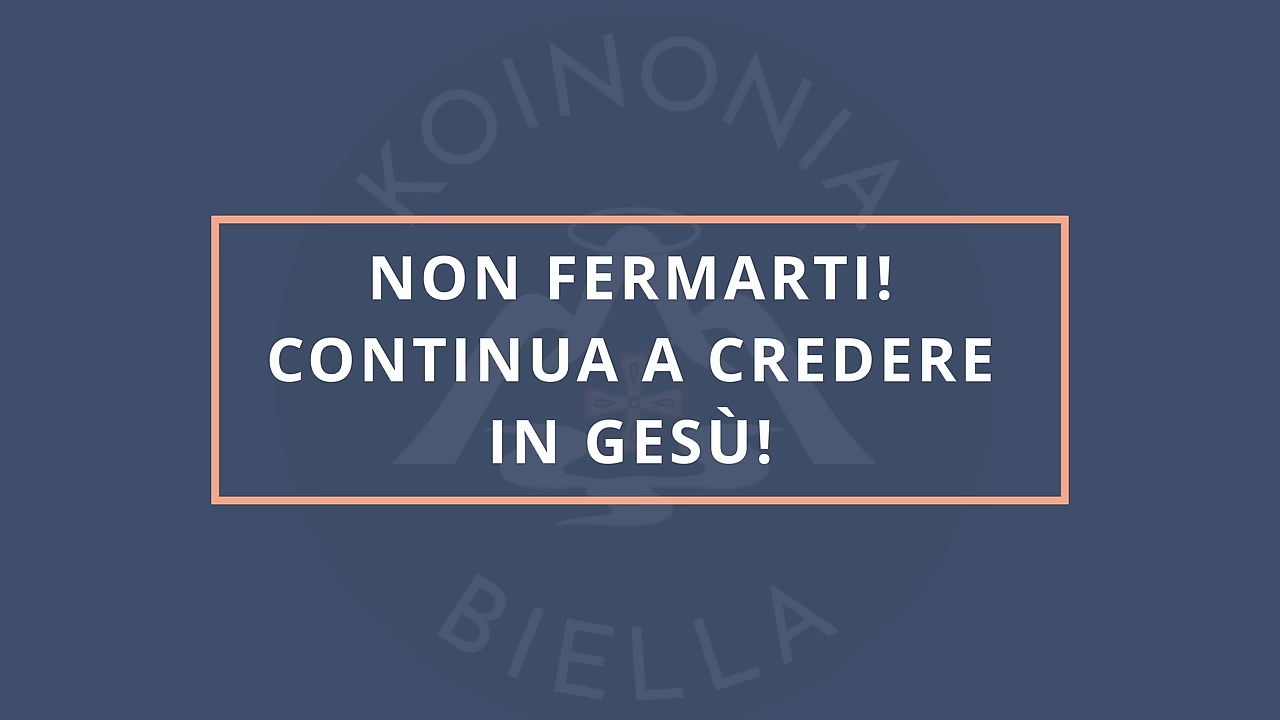 KOINONIA
NON FERMARTI!
CONTINUA A CREDERE
IN GESÙ!
BIELLA